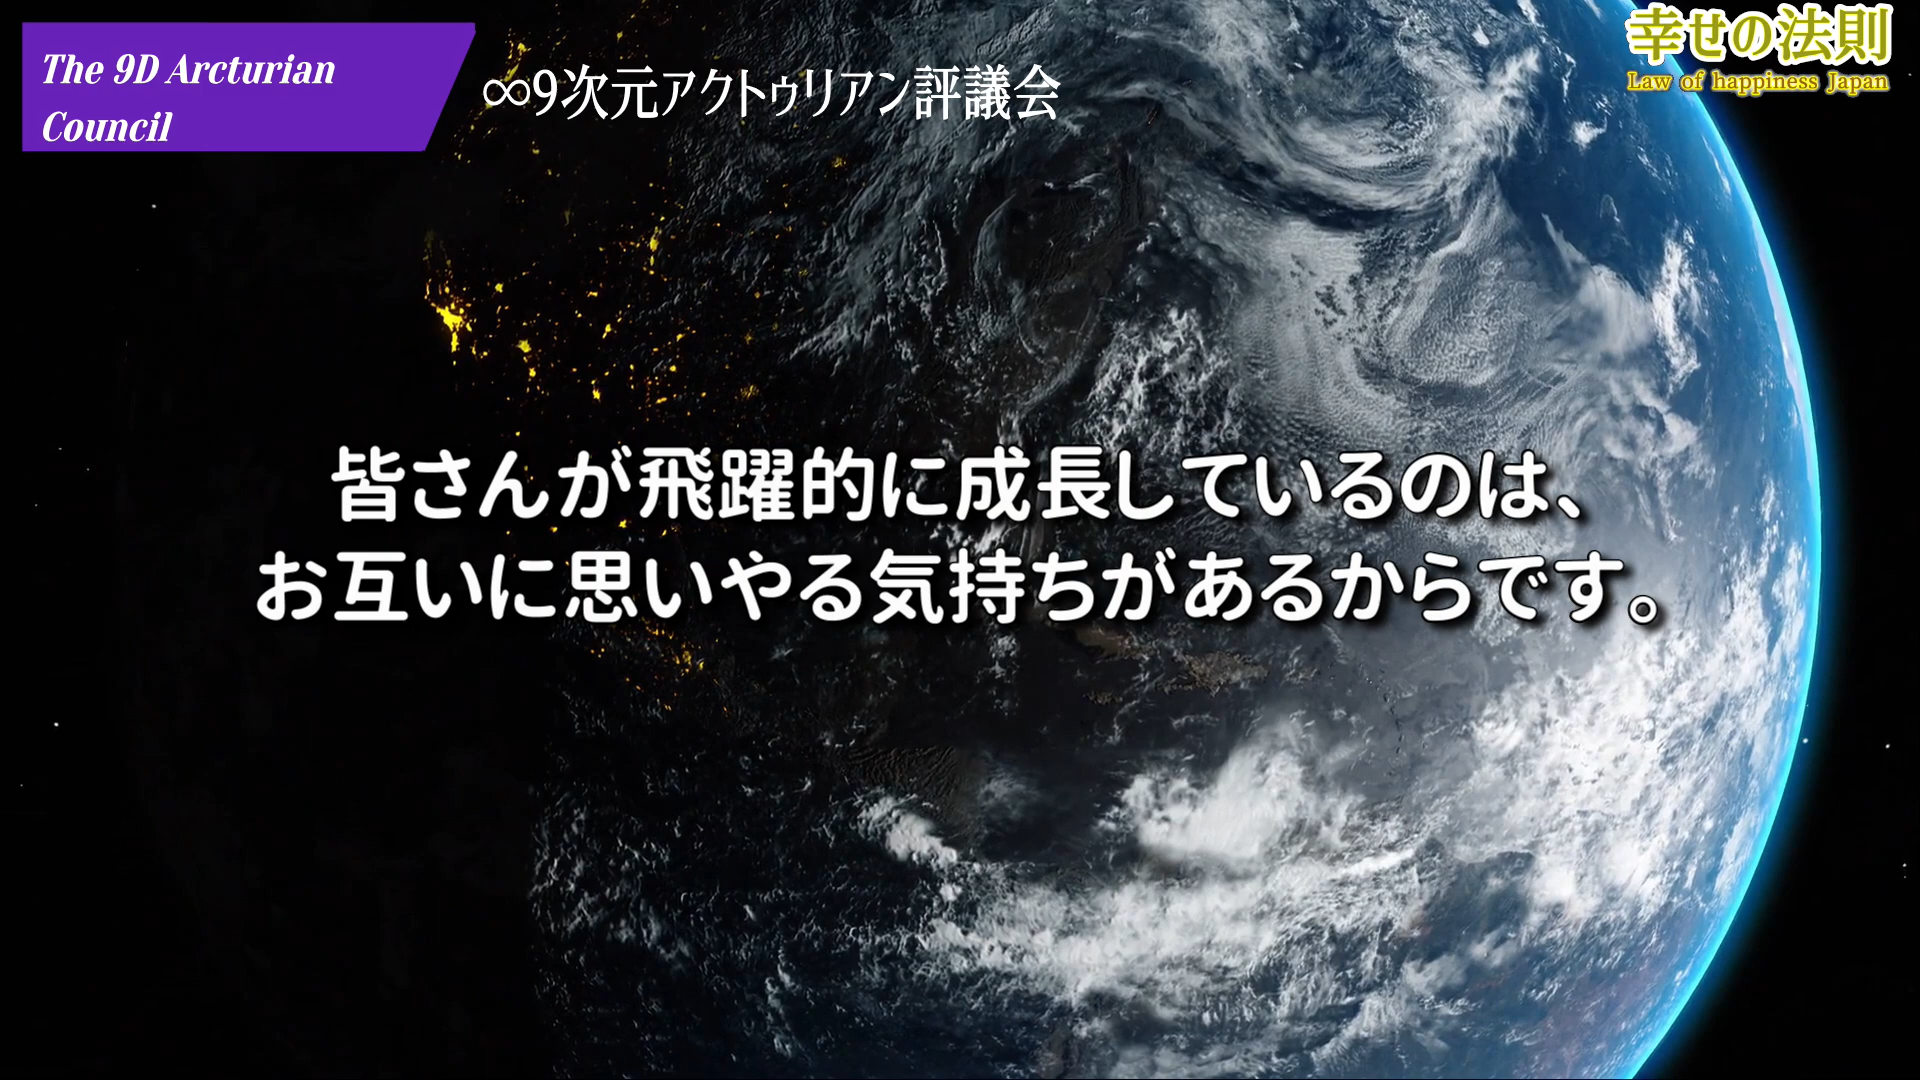 The 9D Arcturian
Council
∞9次元アクトゥリアン評議会
幸せの法則
Law of happiness Japan
皆さんが飛躍的に成長しているのは、
お互いに思いやる気持ちがあるからです。